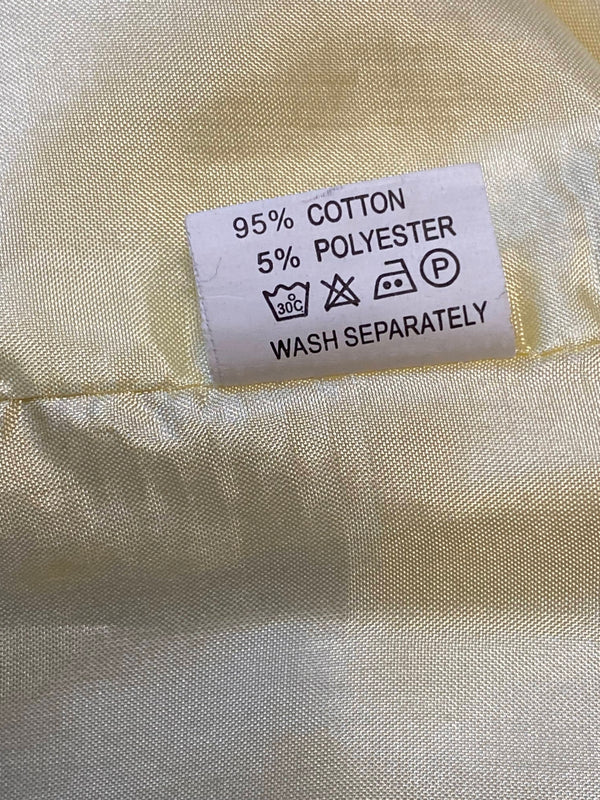 95% COTTON
5% POLYESTER
30°C P
WASH SEPARATELY